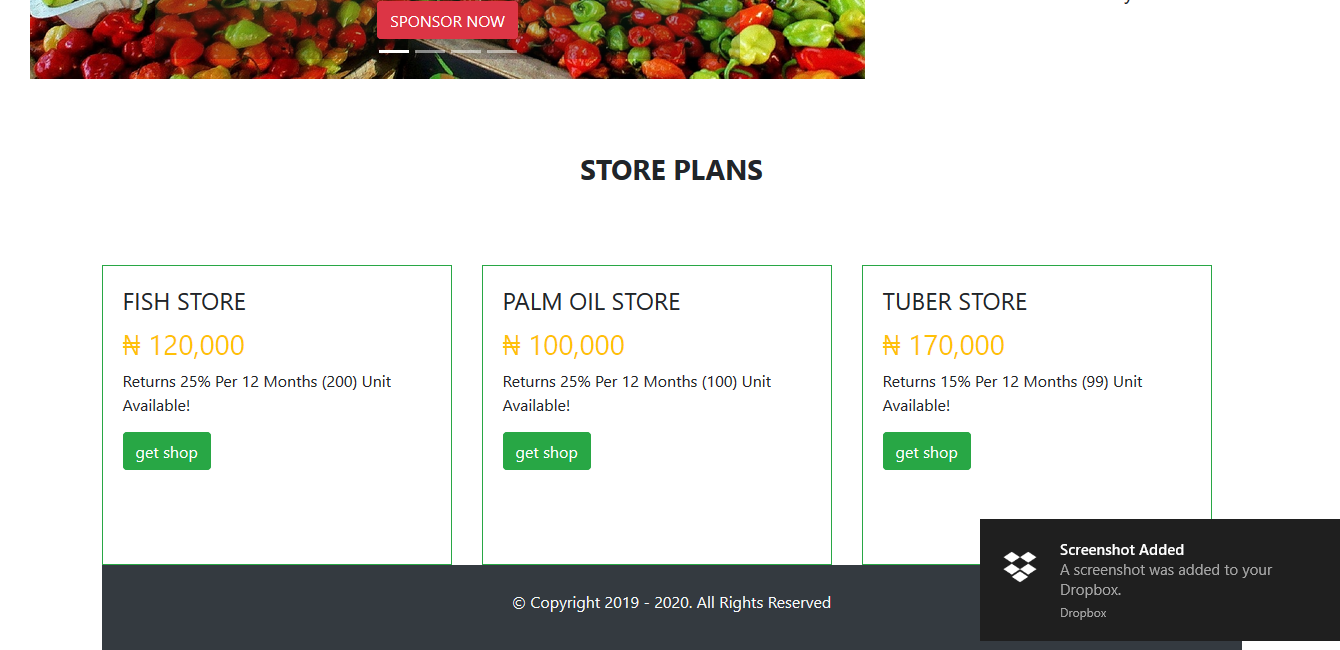 SPONSOR NOW
STORE PLANS
FISH STORE
₦ 120,000
Returns 25% Per 12 Months (200) Unit
Available!
get shop
PALM OIL STORE
₦ 100,000
Returns 25% Per 12 Months (100) Unit
Available!
get shop
TUBER STORE
₦ 170,000
Returns 15% Per 12 Months (99) Unit
Available!
get shop
© Copyright 2019 - 2020. All Rights Reserved
Screenshot Added
A screenshot was added to your
Dropbox.
Dropbox